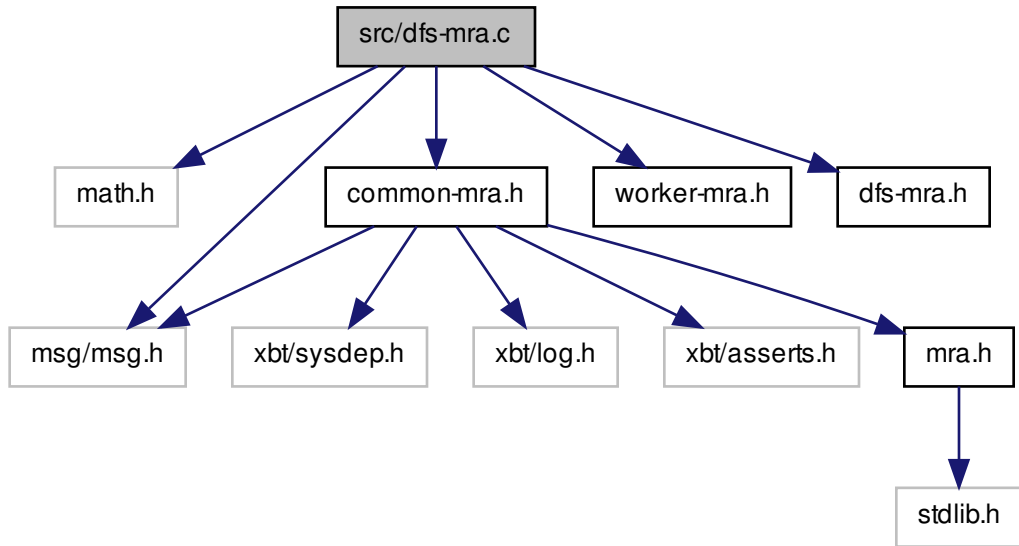 src/dfs-mra.c
math.h
common-mra.h
worker-mra.h
dfs-mra.h
msg/msg.h
xbt/sysdep.h
xbt/log.h
xbt/asserts.h
mra.h
stdlib.h